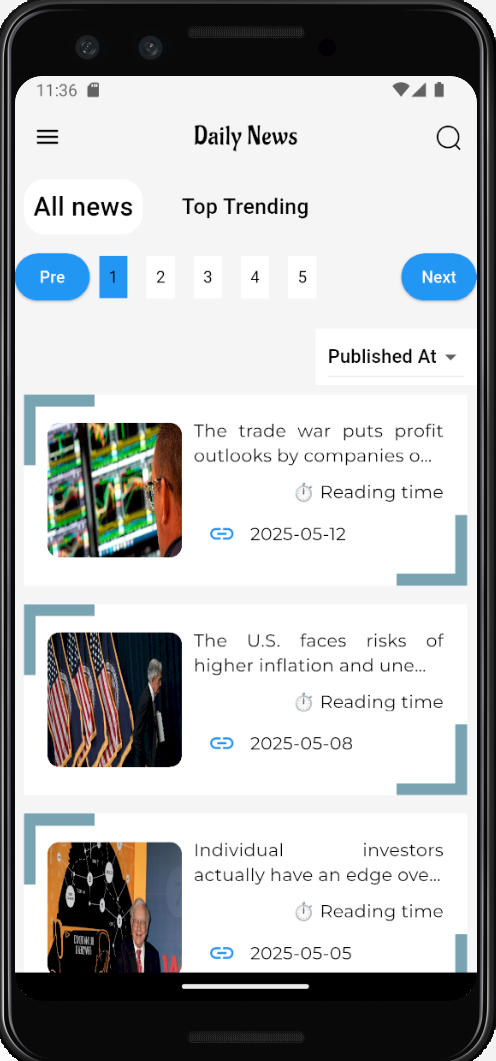 11:36
Daily News
All news
Top Trending
Pre
1
2
3
4
5
Next
Published At
The trade war puts profit
outlooks by companies o...
⏱️ Reading time
2025-05-12
The U.S. faces risks of
higher inflation and une...
⏱️ Reading time
2025-05-08
Individual investors
actually have an edge ove...
⏱️ Reading time
2025-05-05